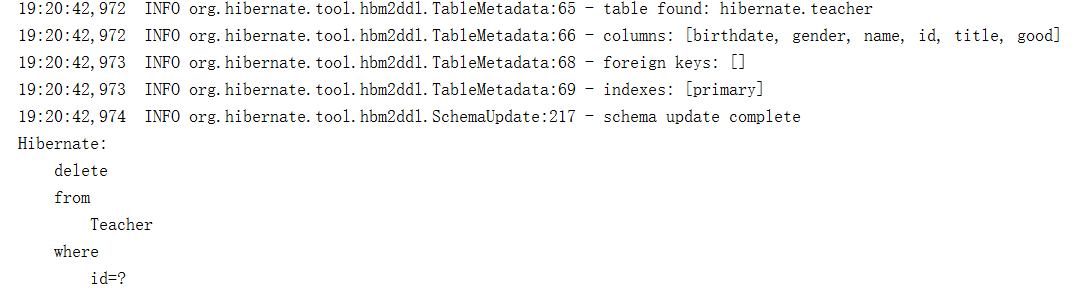 19:20:42,972  INFO org.hibernate.tool.hbm2ddl.TableMetadata:65 - table found: hibernate.teacher
19:20:42,972  INFO org.hibernate.tool.hbm2ddl.TableMetadata:66 - columns: [birthdate, gender, name, id, title, good]
19:20:42,973  INFO org.hibernate.tool.hbm2ddl.TableMetadata:68 - foreign keys: []
19:20:42,973  INFO org.hibernate.tool.hbm2ddl.TableMetadata:69 - indexes: [primary]
19:20:42,974  INFO org.hibernate.tool.hbm2ddl.SchemaUpdate:217 - schema update complete
Hibernate:
    delete
    from
        Teacher
    where
        id=?